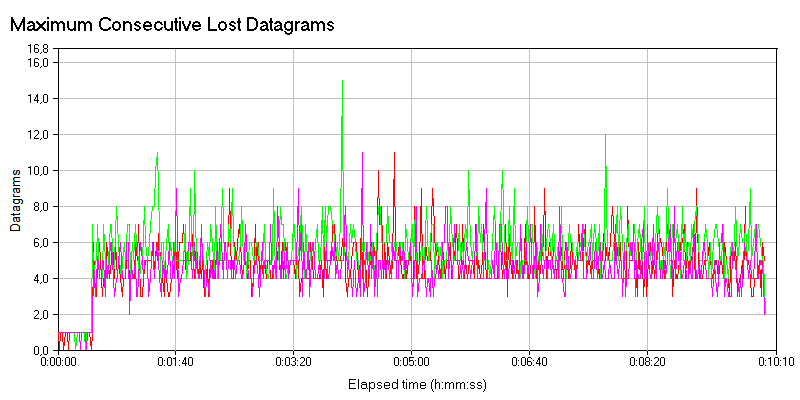 Maximum Consecutive Lost Datagrams
16,8
16,0
14,0
12,0
10,0
8,0
6,0
4,0
2,0
0,0
Datagrams
0:00:00 0:01:40 0:03:20 0:05:00 0:06:40 0:08:20 0:10:10
Elapsed time (h:mm:ss)